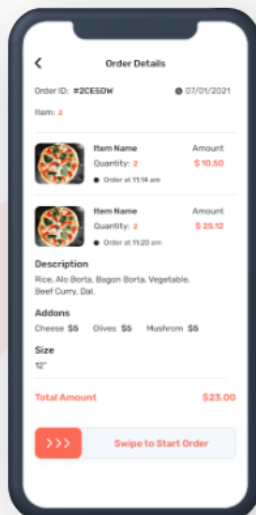 Order Details
Order ID: #2CE5DW 07/01/2021
Item: 2
Item Name Amount
Quantity: 2 $ 10.50
Order at 11:14 am
Item Name Amount
Quantity: 2 $ 25.12
Order at 11:20 am
Description
Rice, Alo Borta, Bagon Borta, Vegetable,
Beef Curry, Dal.
Addons
Cheese $5 Olives $5 Mushrom $5
Size
12"
Total Amount $23.00
>>> Swipe to Start Order